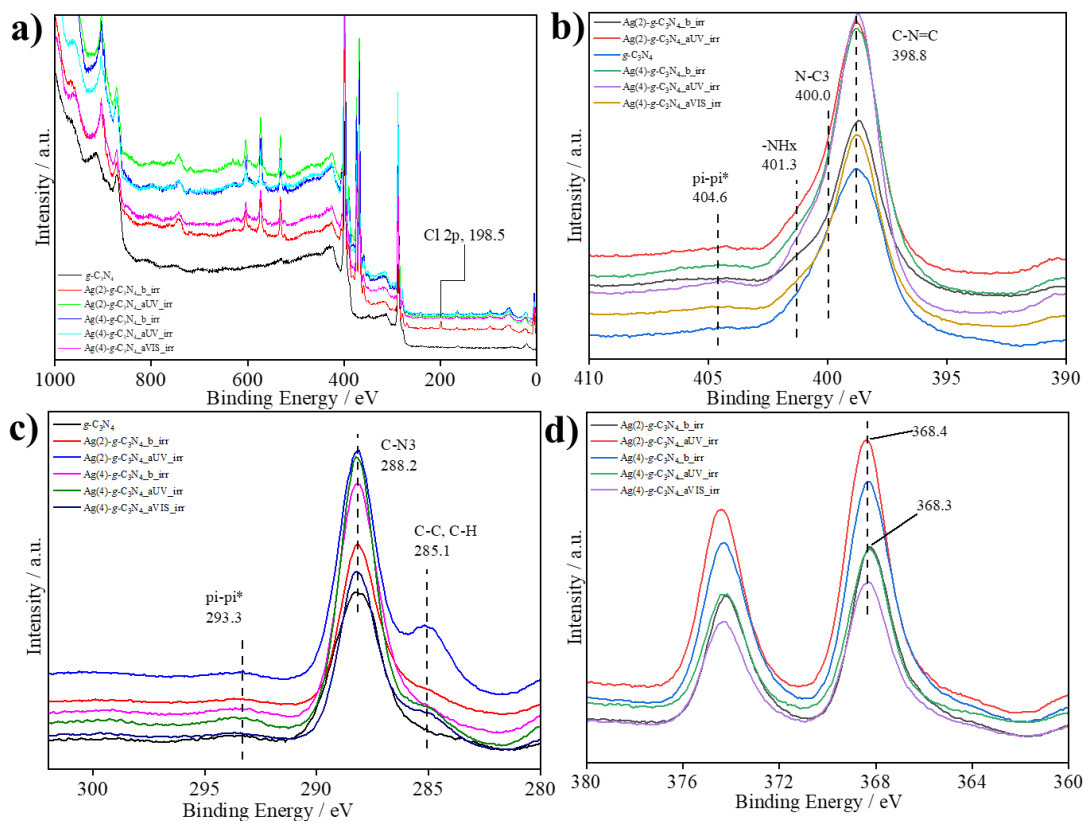 a)
Intensity / a.u.
Cl 2p, 198.5
g-C3N4
Ag(2)-g-C3N4_b_irr
Ag(2)-g-C3N4_aUV_irr
Ag(4)-g-C3N4_b_irr
Ag(4)-g-C3N4_aUV_irr
Ag(4)-g-C3N4_aVIS_irr
1000 800 600 400 200 0
Binding Energy / eV
b)
Intensity / a.u.
Ag(2)-g-C3N4_b_irr
Ag(2)-g-C3N4_aUV_irr
g-C3N4
Ag(4)-g-C3N4_b_irr
Ag(4)-g-C3N4_aUV_irr
Ag(4)-g-C3N4_aVIS_irr
C-N=C
398.8
N-C3
400.0
-NHx
401.3
pi-pi*
404.6
410 405 400 395 390
Binding Energy / eV
c)
Intensity / a.u.
g-C3N4
Ag(2)-g-C3N4_b_irr
Ag(2)-g-C3N4_aUV_irr
Ag(4)-g-C3N4_b_irr
Ag(4)-g-C3N4_aUV_irr
Ag(4)-g-C3N4_aVIS_irr
C-N3
288.2
C-C, C-H
285.1
pi-pi*
293.3
300 295 290 285 280
Binding Energy / eV
d)
Intensity / a.u.
Ag(2)-g-C3N4_b_irr
Ag(2)-g-C3N4_aUV_irr
Ag(4)-g-C3N4_b_irr
Ag(4)-g-C3N4_aUV_irr
Ag(4)-g-C3N4_aVIS_irr
368.4
368.3
380 376 372 368 364 360
Binding Energy / eV